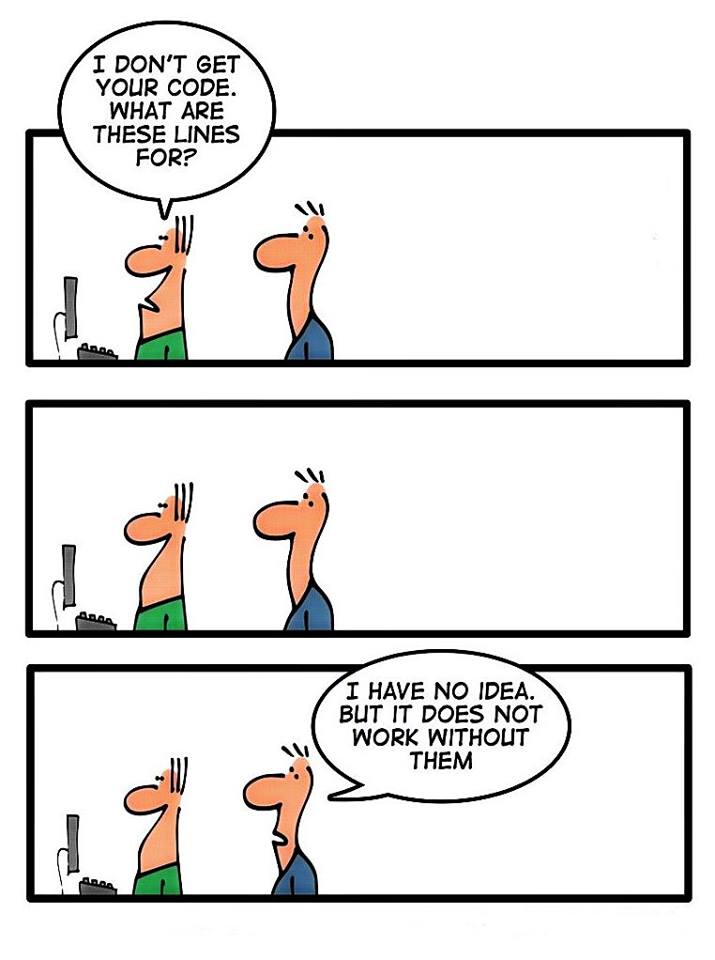 I DON'T GET
YOUR CODE.
WHAT ARE
THESE LINES
FOR?
I HAVE NO IDEA.
BUT IT DOES NOT
WORK WITHOUT
THEM